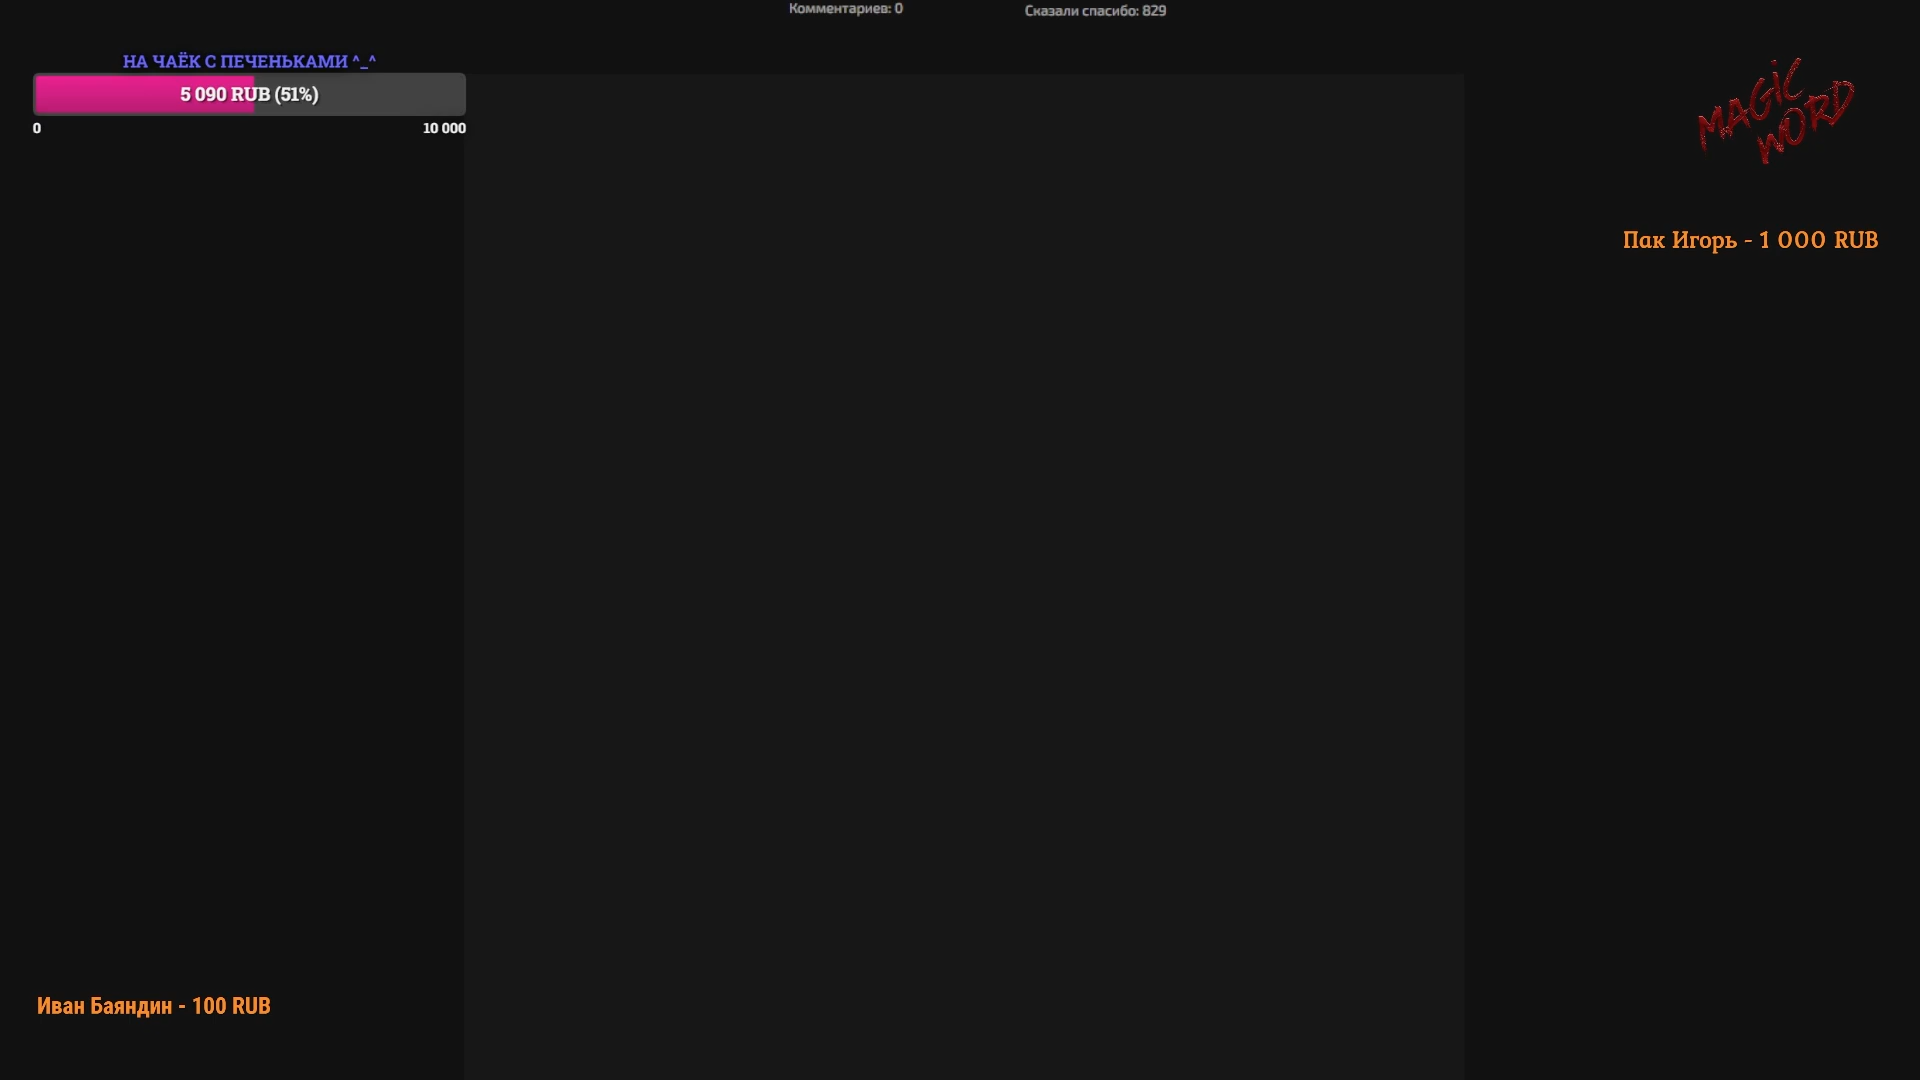 Комментариев: 0
Сказали спасибо: 829
НА ЧАЁК С ПЕЧЕНЬКАМИ ^_^
5 090 RUB (51%)
0
10 000
MAGIC
WORD
Пак Игорь - 1 000 RUB
Иван Баяндин - 100 RUB